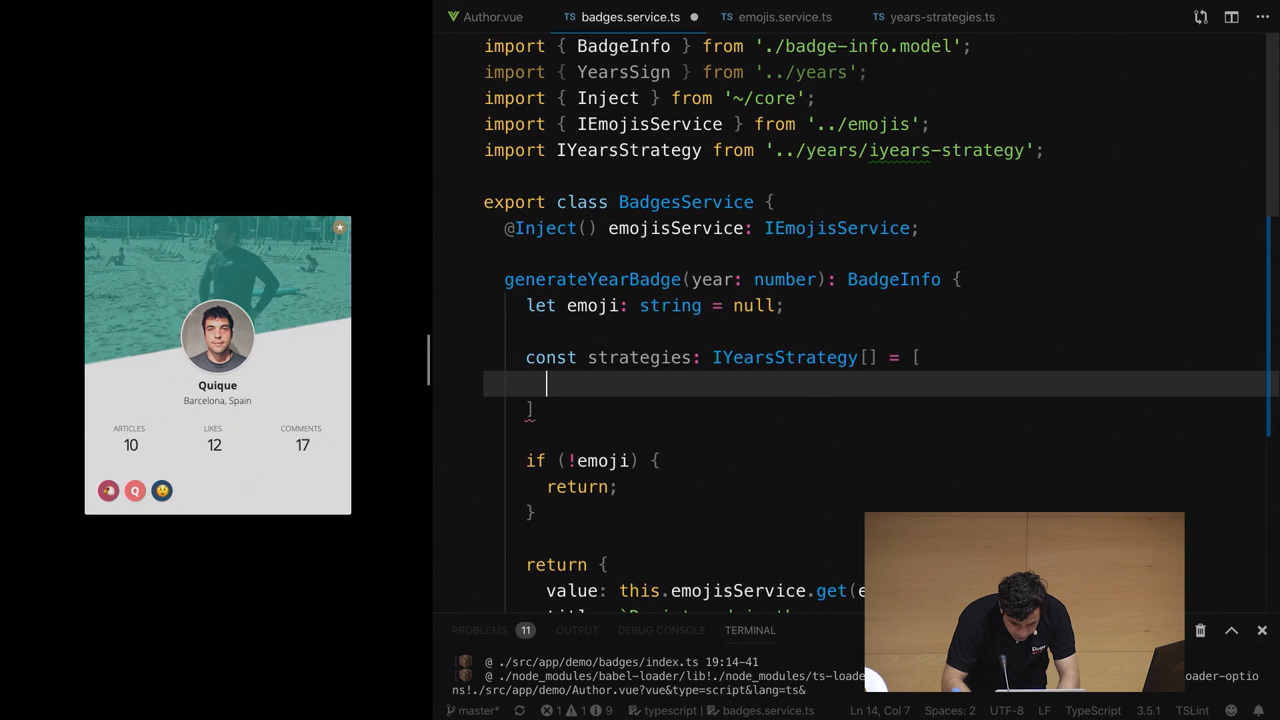 Author.vue
TS badges.service.ts
TS emojis.service.ts
TS years-strategies.ts
import { BadgeInfo } from './badge-info.model';
import { YearsSign } from '../years';
import { Inject } from '~/core';
import { IEmojisService } from '../emojis';
import IYearsStrategy from '../years/iyears-strategy';
export class BadgesService {
@Inject() emojisService: IEmojisService;
generateYearBadge(year: number): BadgeInfo {
let emoji: string = null;
const strategies: IYearsStrategy[] = [
]
if (!emoji) {
return;
}
return {
value: this.emojisService.get(e
Quique
Barcelona, Spain
ARTICLES LIKES COMMENTS
10 12 17
Q
PROBLEMS 11 OUTPUT DEBUG CONSOLE TERMINAL
@ ./src/app/demo/badges/index.ts 19:14-41
@ ./node_modules/babel-loader/lib!./node_modules/ts-loade
oader-optio
ns!./src/app/demo/Author.vue?vue&type=script&lang=ts&
master* 1 1 9 typescript | badges.service.ts Ln 14, Col 7 Spaces: 2 UTF-8 LF TypeScript 3.5.1 TSLint